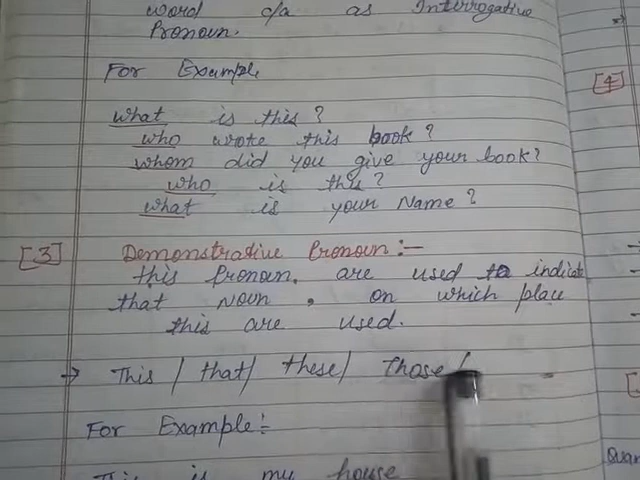 word c/a as Interrogative
Pronoun.
For Example
[4]
what is this?
who wrote this book?
whom did you give your book?
who is this?
what is your Name?
[3] Demonstrative Pronoun:-
this Pronoun. are used to indicate
that Noun. on which place
this are used.
→ This / that / these / those /
For Example:-
This is my house